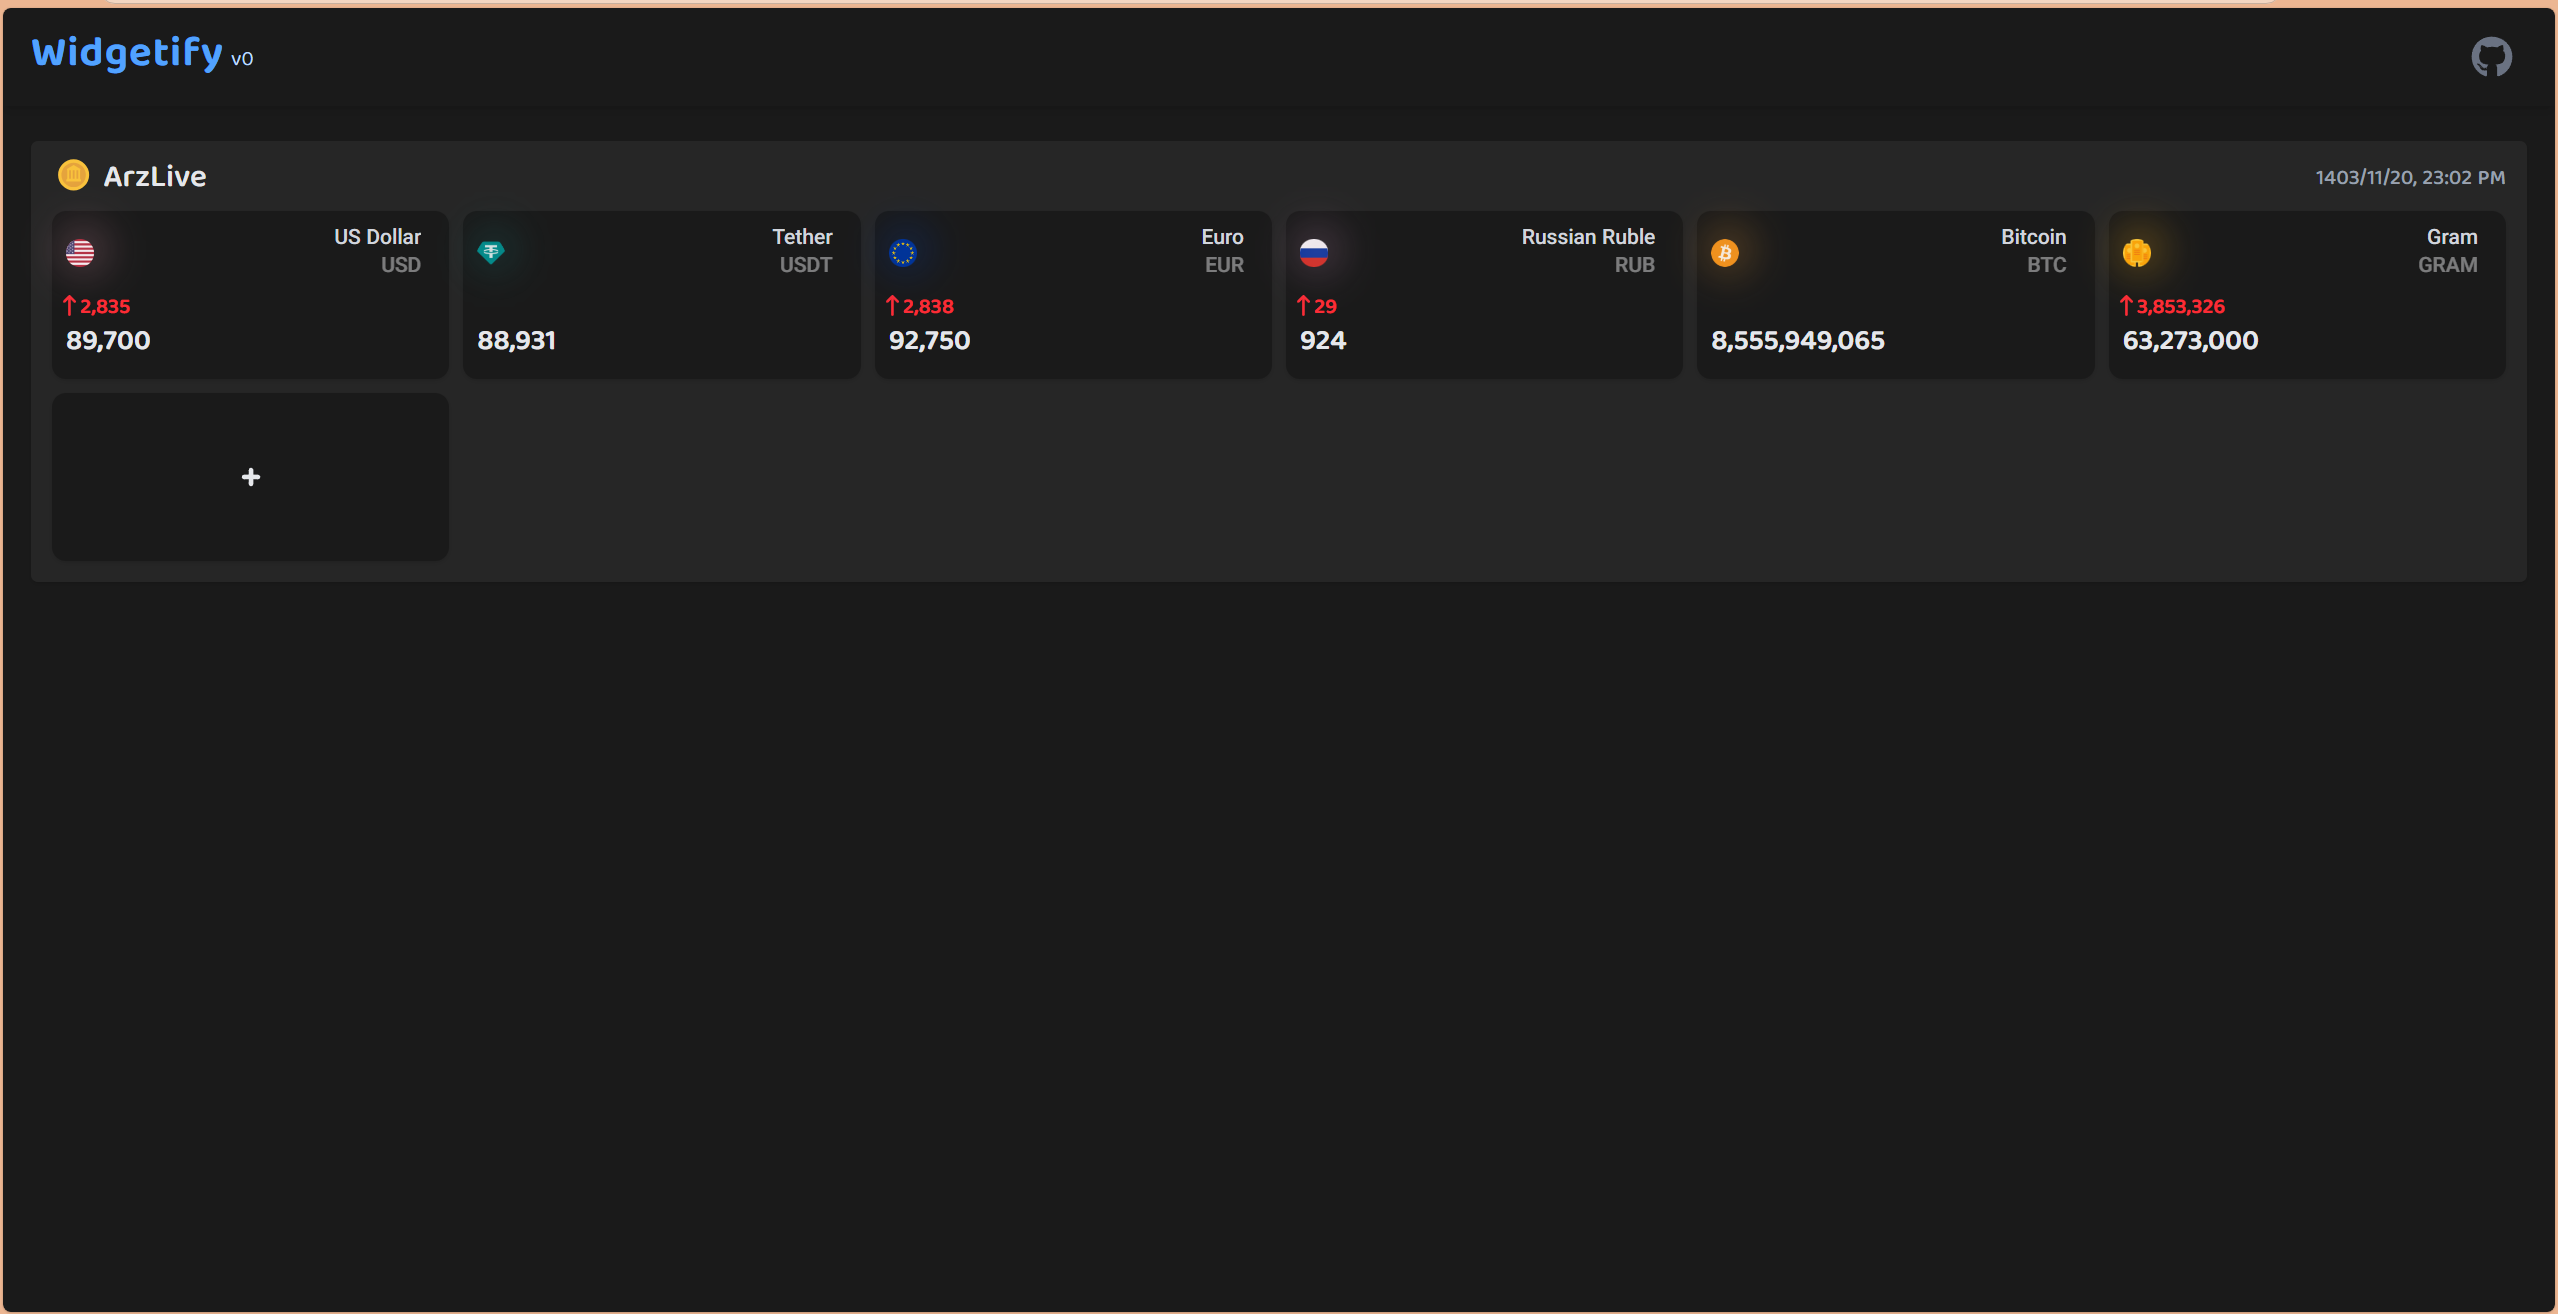 Widgetify v0
ArzLive
1403/11/20, 23:02 PM
US Dollar
USD
↑2,835
89,700
Tether
USDT
88,931
Euro
EUR
↑2,838
92,750
Russian Ruble
RUB
↑29
924
Bitcoin
BTC
8,555,949,065
Gram
GRAM
↑3,853,326
63,273,000
+